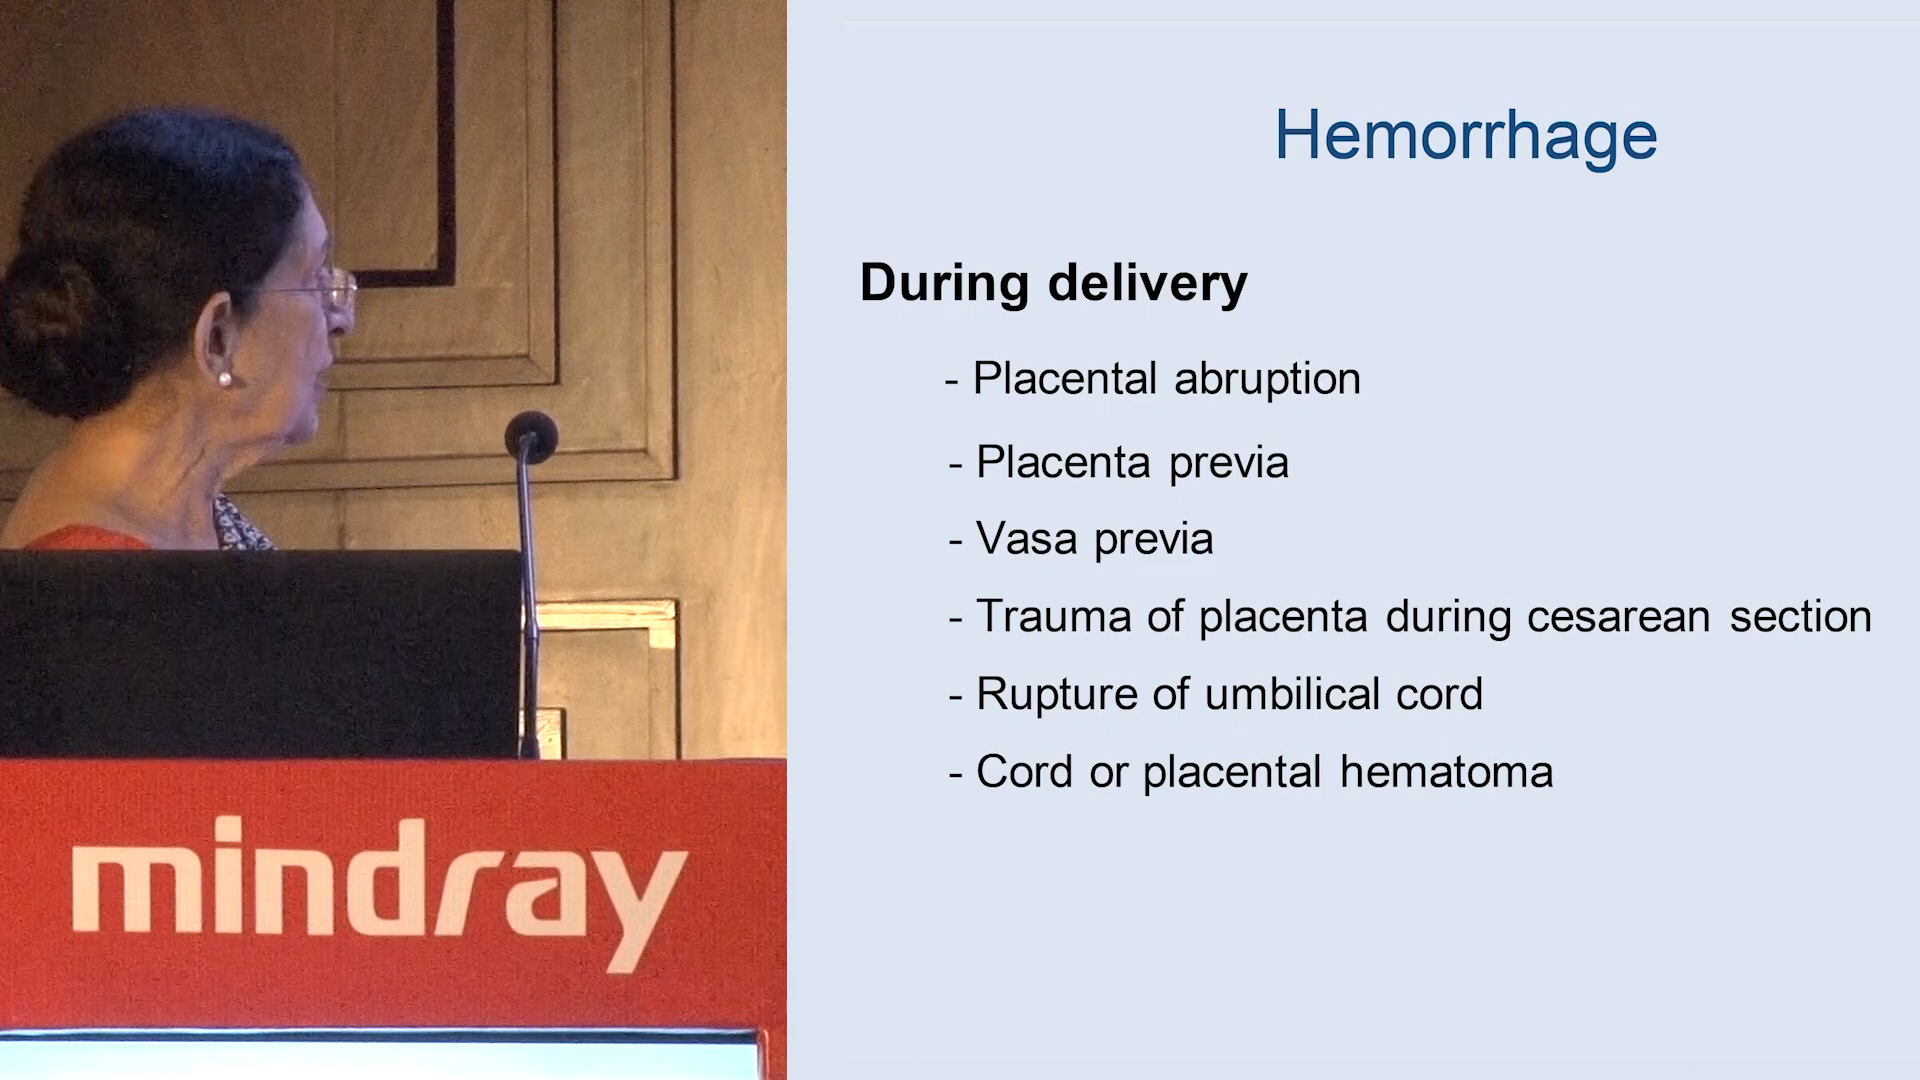 Hemorrhage
During delivery
- Placental abruption
- Placenta previa
- Vasa previa
- Trauma of placenta during cesarean section
- Rupture of umbilical cord
- Cord or placental hematoma
mindray